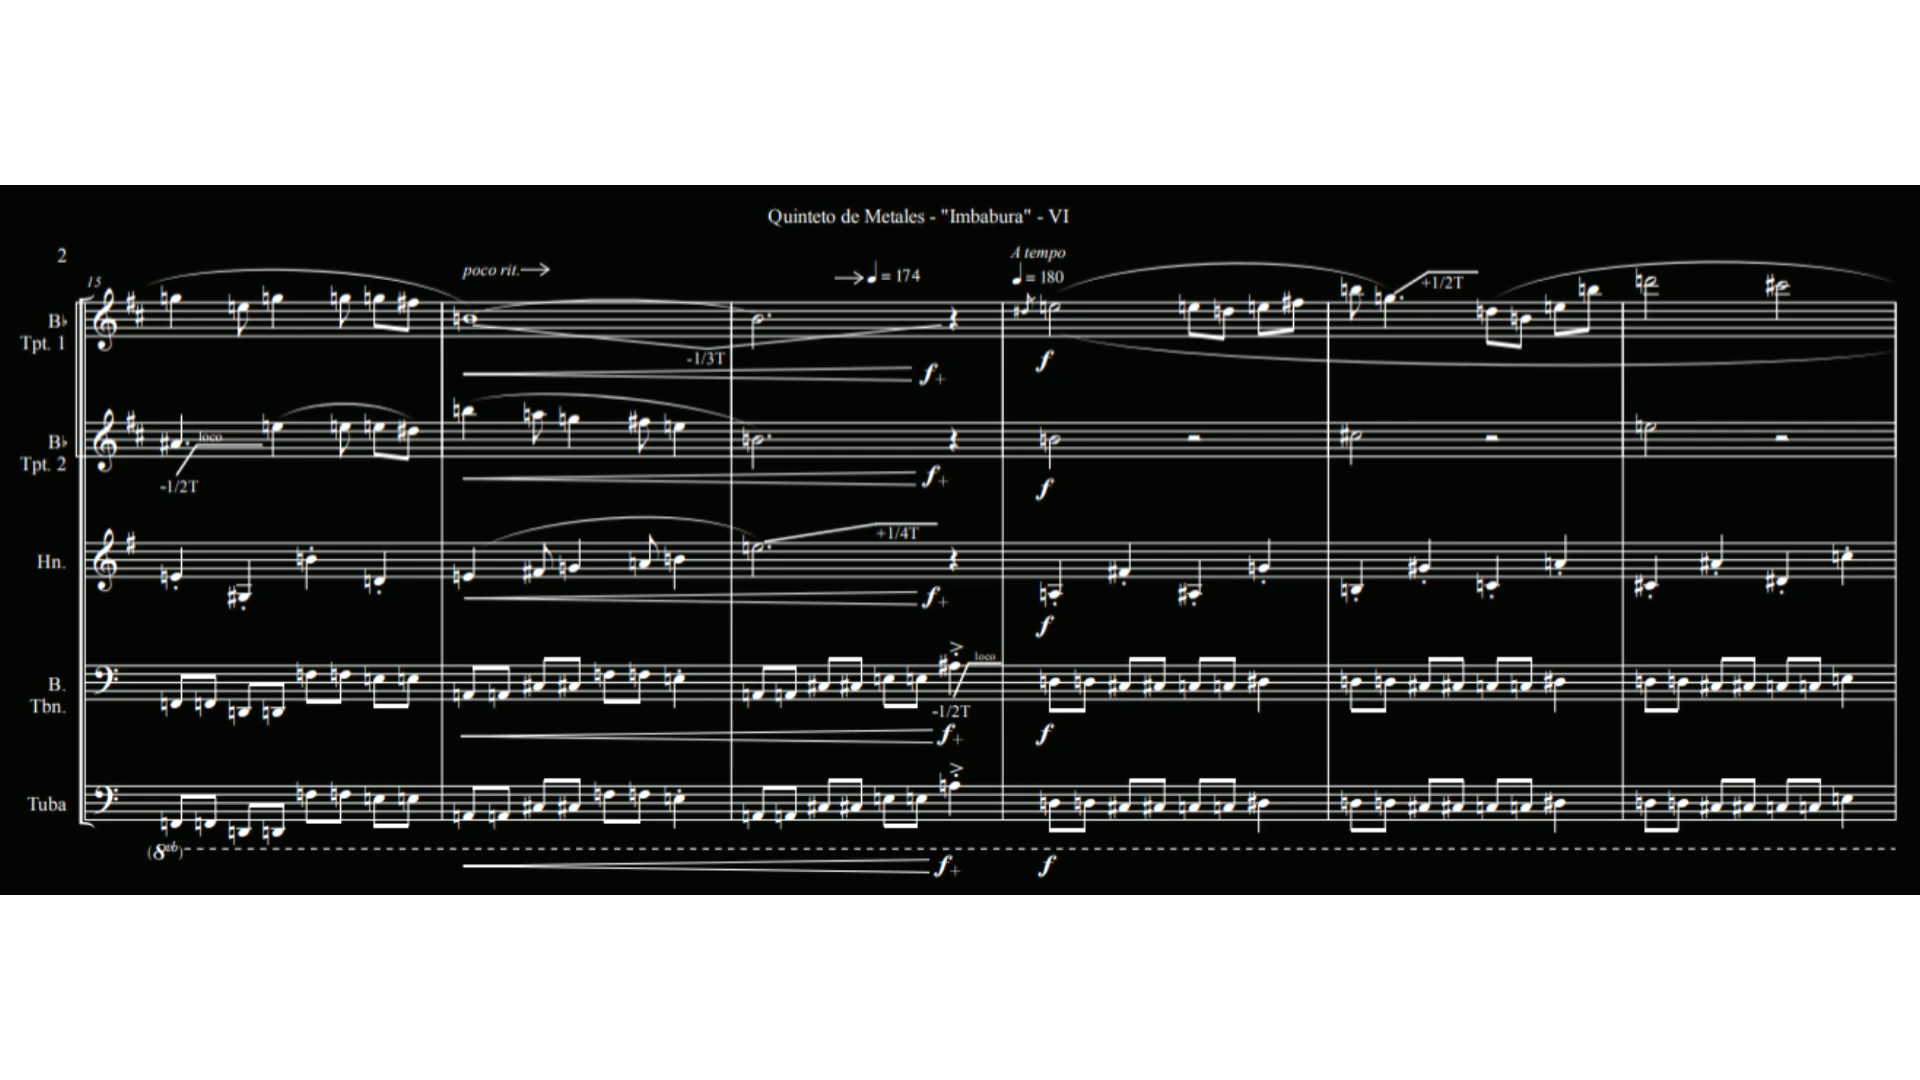 Quinteto de Metales - "Imbabura" - VI
2
A tempo
15
poco rit.
= 174
= 180
+1/2T
B♭
Tpt. 1
-1/3T
f
f+
B♭
Tpt. 2
loco
-1/2T
f+
f
Hn.
+1/4T
f+
f
B.
Tbn.
loco
-1/2T
f+
f
Tuba
(8vb)
f+
f